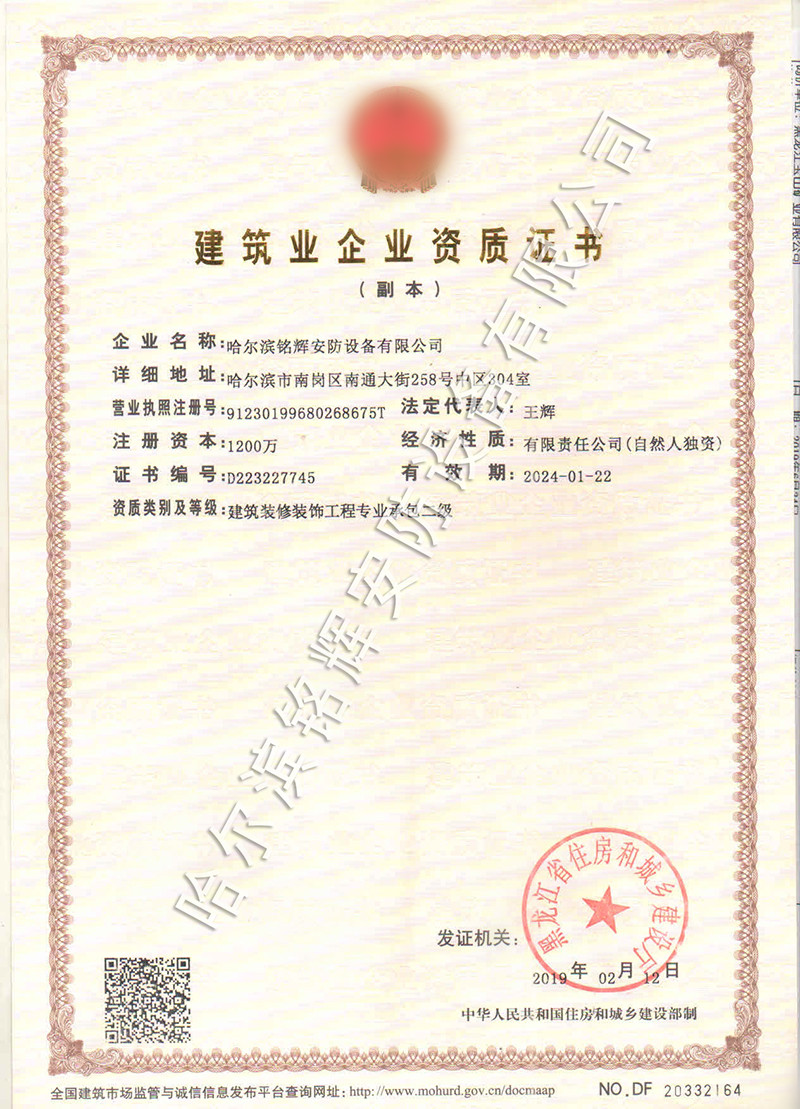 建筑业企业资质证书
(副本)
企业名称:哈尔滨铭辉安防设备有限公司
详细地址:哈尔滨市南岗区南通大街258号中区304室
营业执照注册号:91230199680268675T 法定代表人:王辉
注册资本:1200万 经济性质:有限责任公司(自然人独资)
证书编号:D223227745 有效期:2024-01-22
资质类别及等级:建筑装修装饰工程专业承包二级
哈尔滨铭辉安防设备有限公司
黑龙江省住房和城乡建设厅
发证机关:
2019年02月12日
中华人民共和国住房和城乡建设部制
全国建筑市场监管与诚信信息发布平台查询网址:http://www.mohurd.gov.cn/docmaap NO.DF 20332164